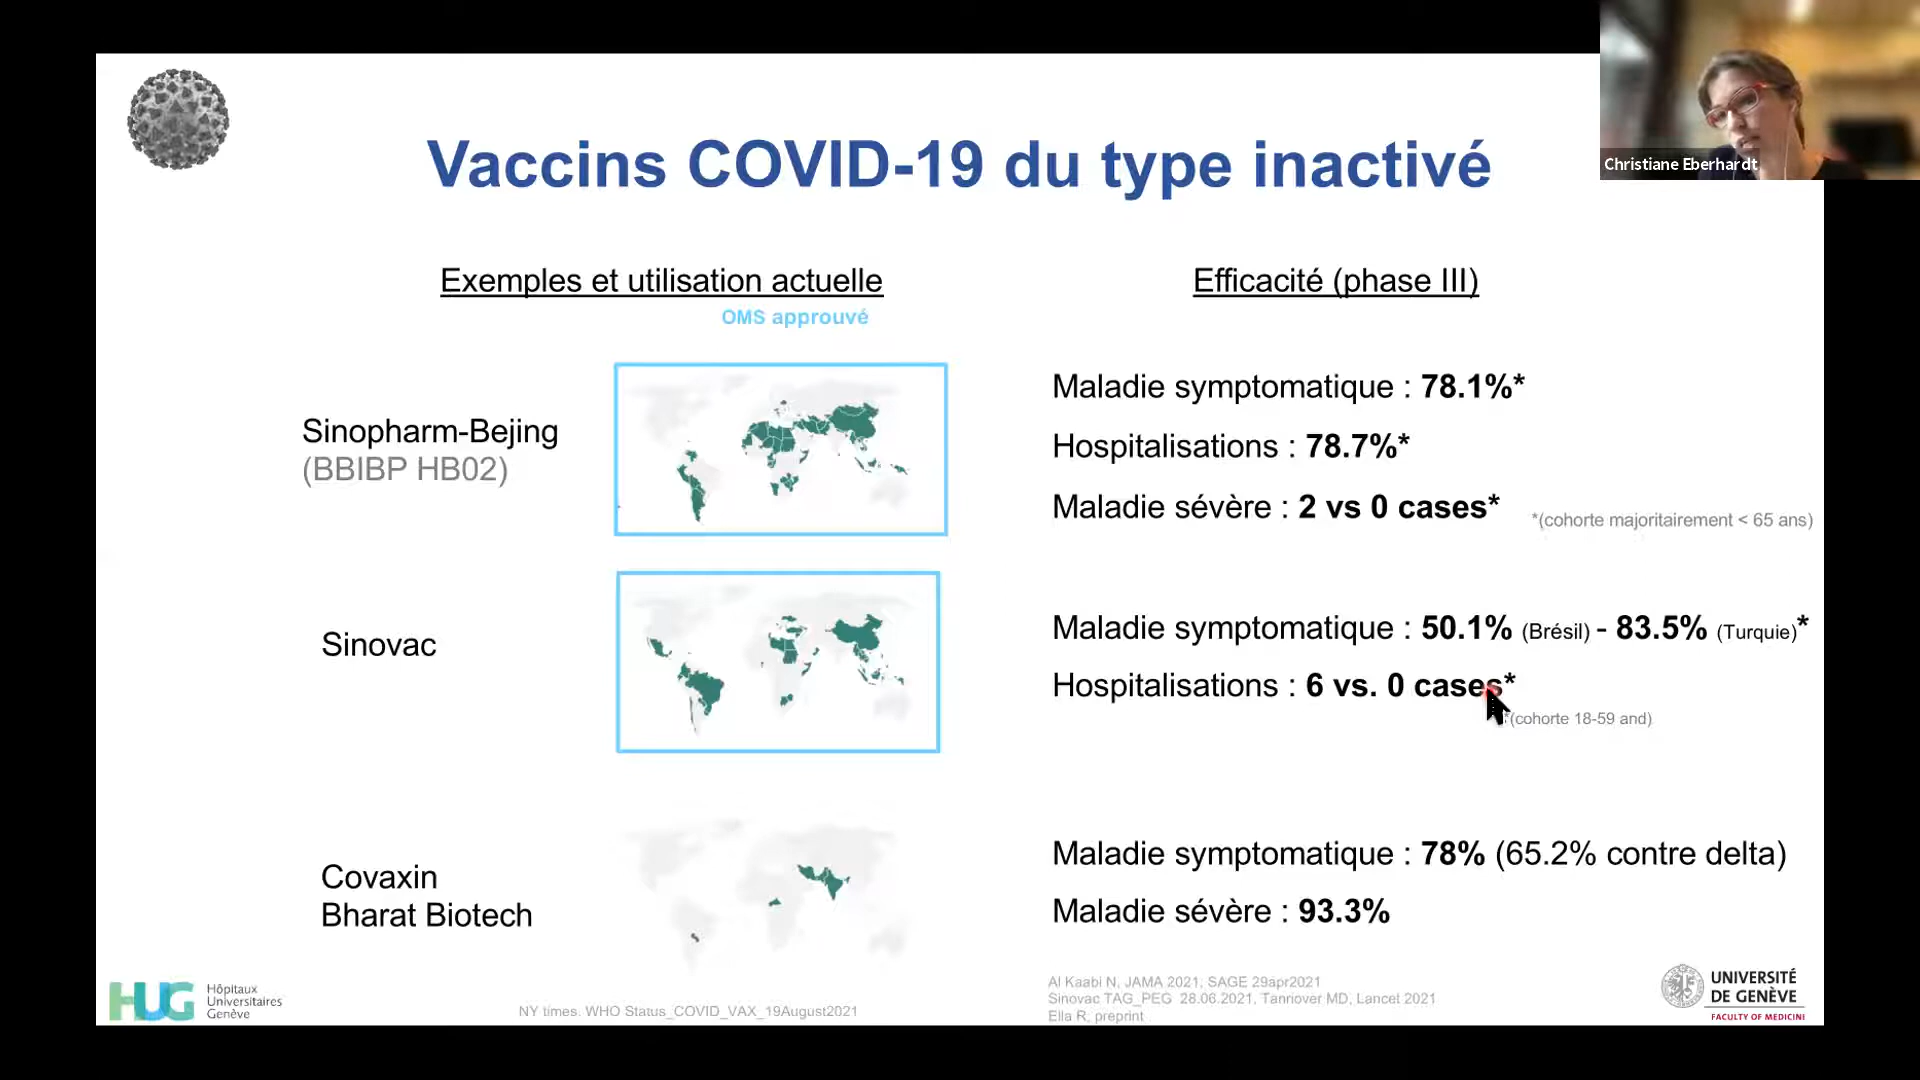 Christiane Eberhardt
Vaccins COVID-19 du type inactivé
Exemples et utilisation actuelle
OMS approuvé
Efficacité (phase III)
Sinopharm-Bejing
(BBIBP HB02)
Maladie symptomatique : 78.1%*
Hospitalisations : 78.7%*
Maladie sévère : 2 vs 0 cases*
*(cohorte majoritairement < 65 ans)
Sinovac
Maladie symptomatique : 50.1% (Brésil) - 83.5% (Turquie)*
Hospitalisations : 6 vs. 0 cases*
*(cohorte 18-59 and)
Covaxin
Bharat Biotech
Maladie symptomatique : 78% (65.2% contre delta)
Maladie sévère : 93.3%
HUG
Hôpitaux
Universitaires
Genève
NY times. WHO Status_COVID_VAX_19August2021
Al Kaabi N, JAMA 2021, SAGE 29apr2021
Sinovac TAG_PEG 28.06.2021, Tannover MD, Lancet 2021
Ella R, preprint
UNIVERSITÉ
DE GENÈVE
FACULTY OF MEDICINI